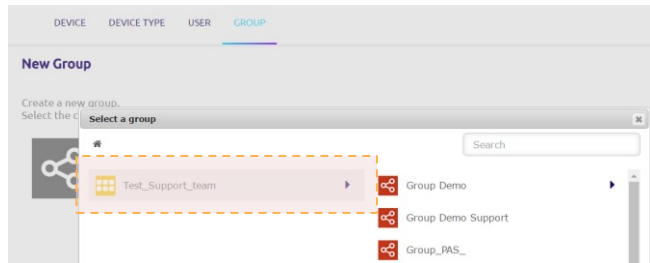 DEVICE DEVICE TYPE USER GROUP
New Group
Create a new group.
Select the c
Select a group
Search
Test_Support_team
Group Demo
Group Demo Support
Group_PAS_